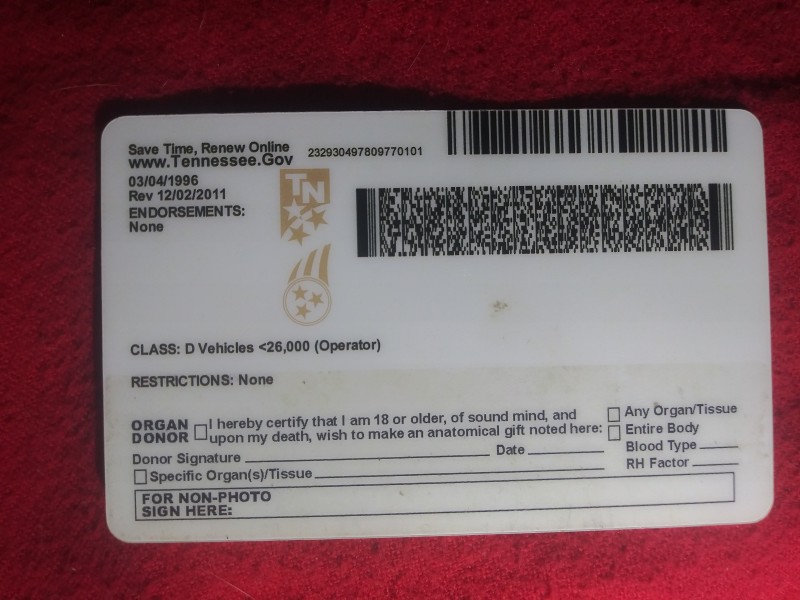 Save Time, Renew Online
www.Tennessee.Gov
232930497809770101
03/04/1996
Rev 12/02/2011
ENDORSEMENTS:
None
TN
CLASS: D Vehicles <26,000 (Operator)
RESTRICTIONS: None
ORGAN DONOR
I hereby certify that I am 18 or older, of sound mind, and
upon my death, wish to make an anatomical gift noted here:
Any Organ/Tissue
Entire Body
Donor Signature
Date
Blood Type
Specific Organ(s)/Tissue
RH Factor
FOR NON-PHOTO
SIGN HERE: